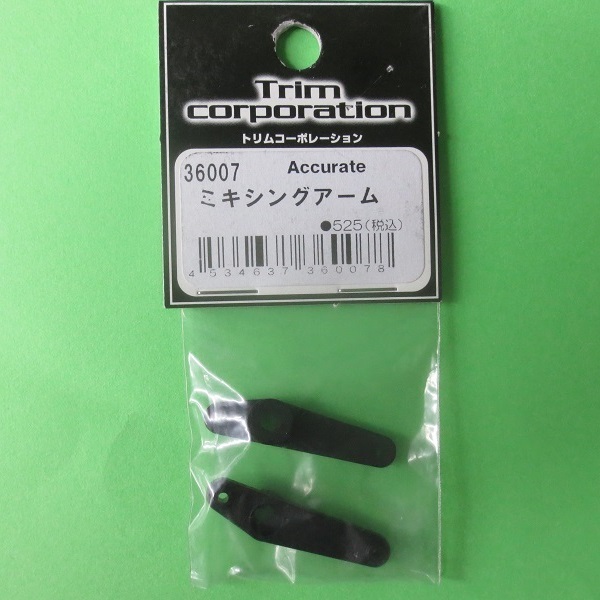 Trim
corporation
トリムコーポレーション
36007 Accurate
ミキシングアーム
●525(税込)
4 534637 360078